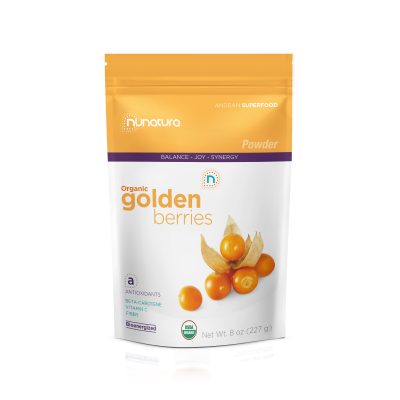 ANDEAN SUPERFOOD
nunatura
Powder
BALANCE - JOY - SYNERGY
n
Organic
golden
berries
a
ANTIOXIDANTS
BETA-CAROTENE
VITAMIN C
FIBER
Bioenergized
USDA
ORGANIC
Net Wt. 8 oz (227 g)